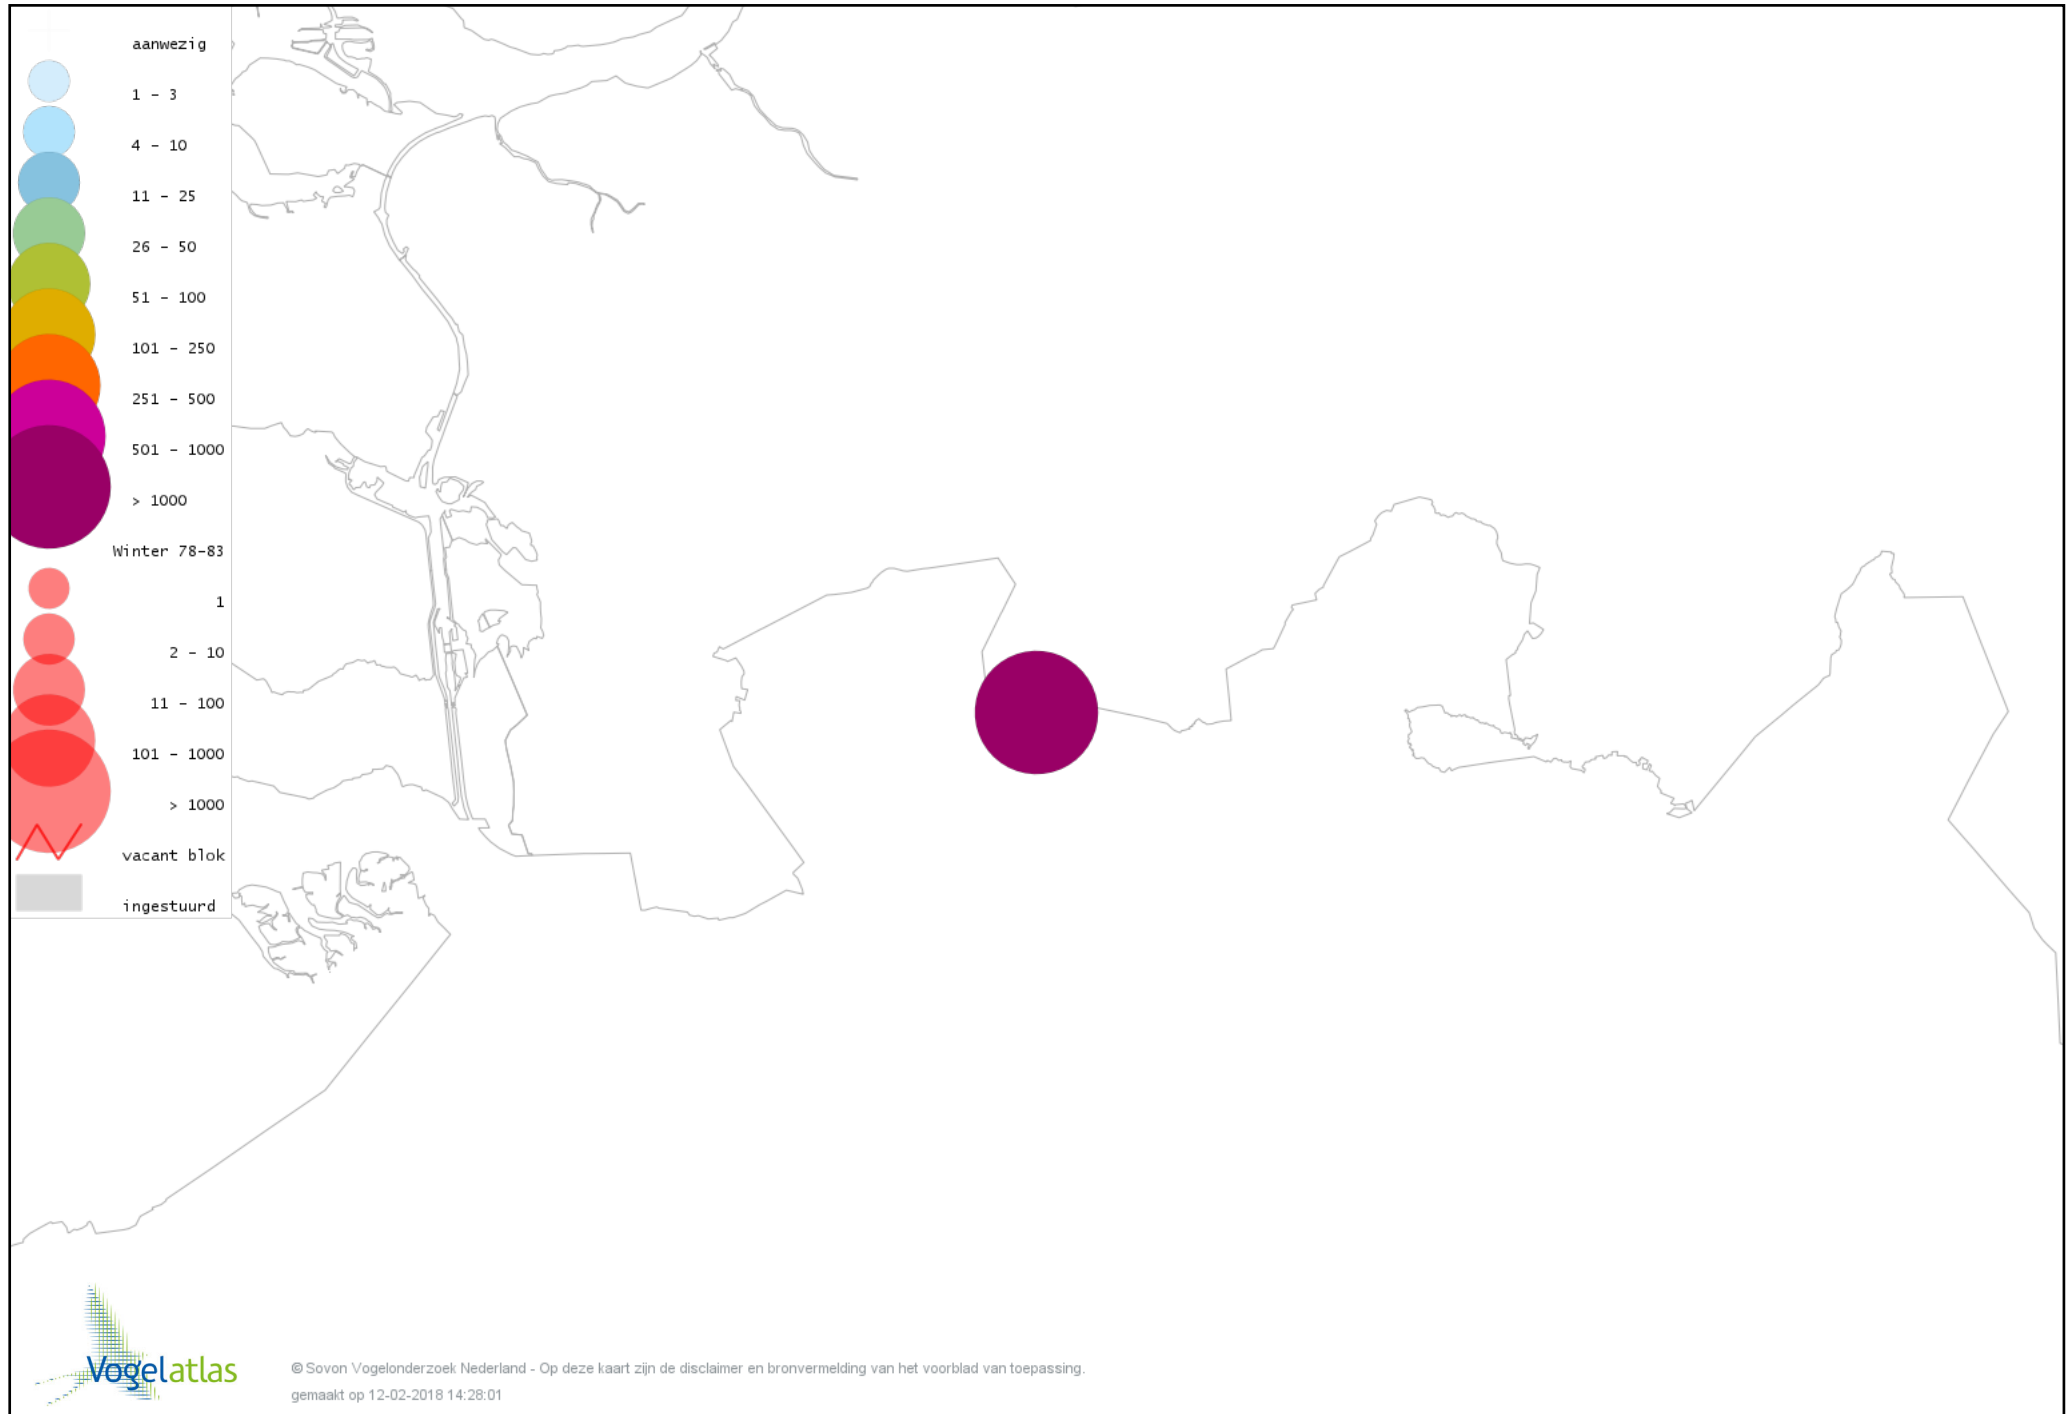 aanwezig
1 - 3
4 - 10
11 - 25
26 - 50
51 - 100
101 - 250
251 - 500
501 - 1000
> 1000
Winter 78-83
1
2 - 10
11 - 100
101 - 1000
> 1000
vacant blok
ingestuurd
Vogelatlas
© Sovon Vogelonderzoek Nederland - Op deze kaart zijn de disclaimer en bronvermelding van het voorblad van toepassing.
gemaakt op 12-02-2018 14:28:01